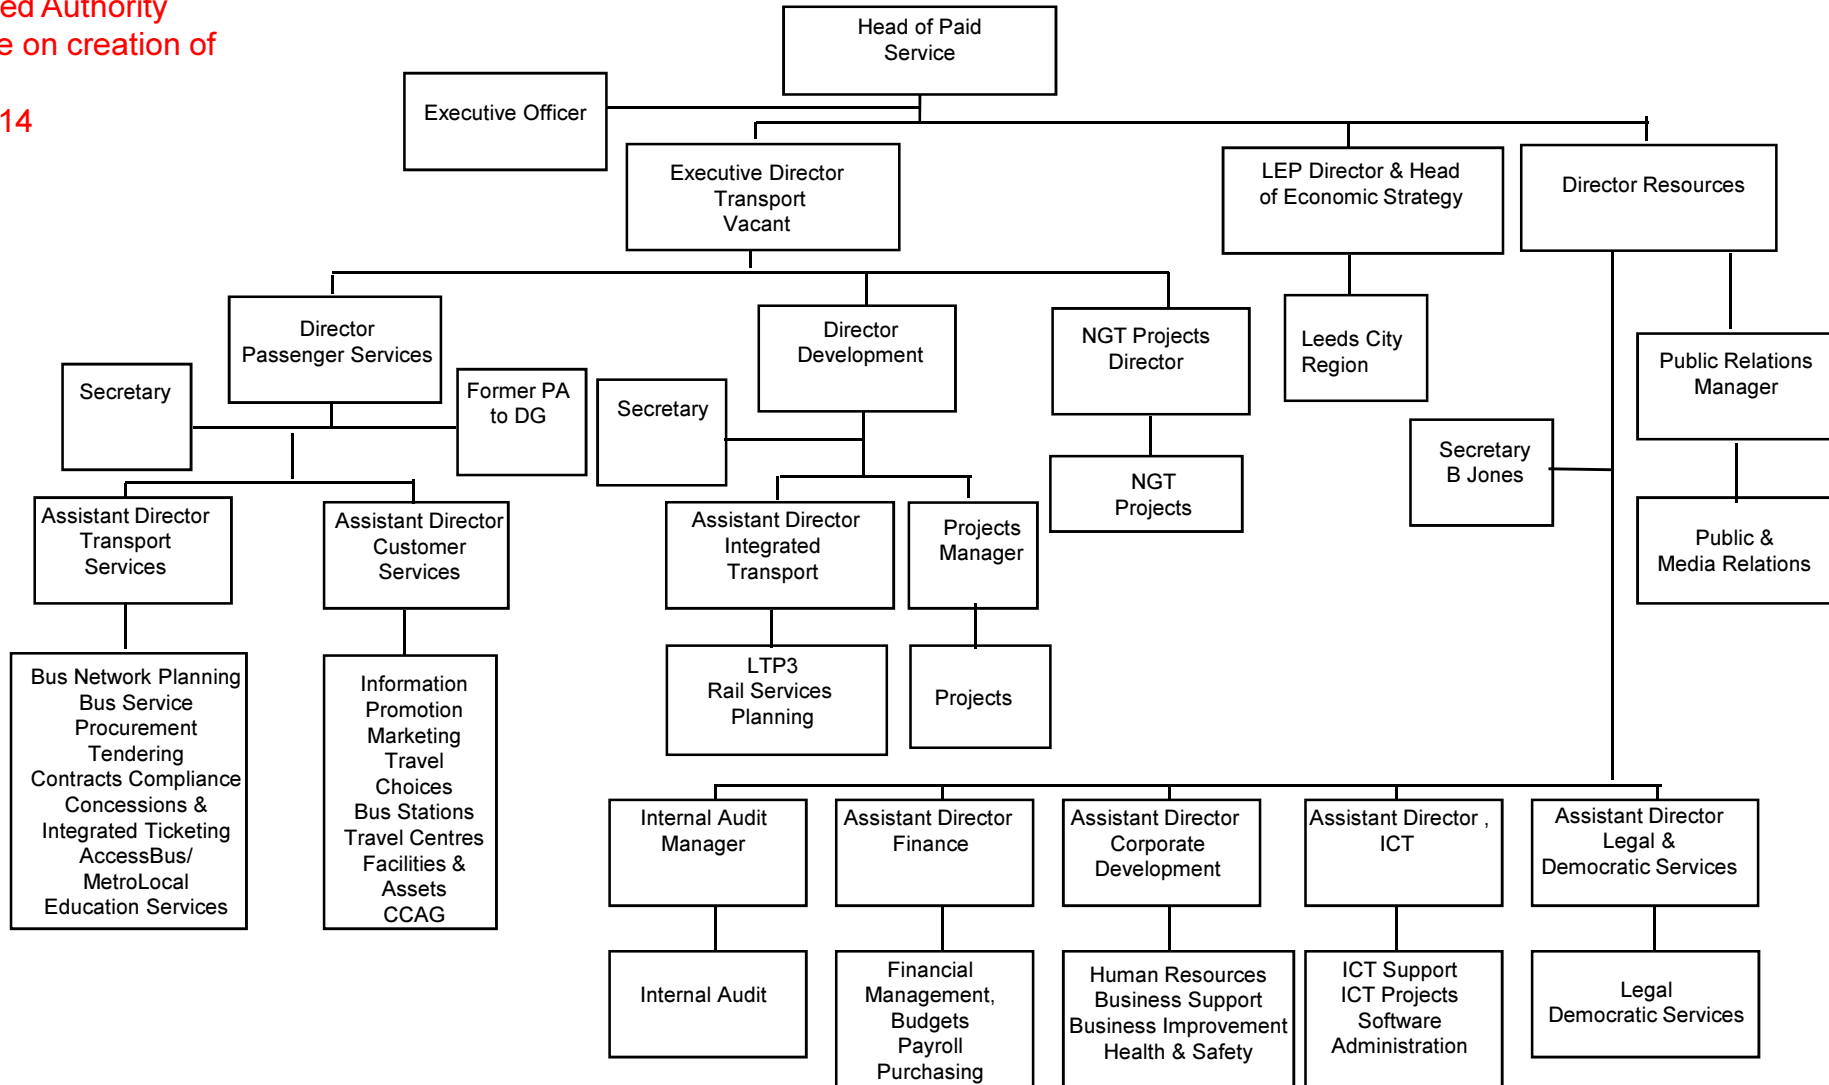 ed Authority
e on creation of
14
Head of Paid
Service
Executive Officer
Executive Director
Transport
Vacant
LEP Director & Head
of Economic Strategy
Director Resources
Director
Passenger Services
Director
Development
NGT Projects
Director
Leeds City
Region
Public Relations
Manager
Secretary
Former PA
to DG
Secretary
Secretary
B Jones
NGT
Projects
Public &
Media Relations
Assistant Director
Transport
Services
Assistant Director
Customer
Services
Assistant Director
Integrated
Transport
Projects
Manager
Bus Network Planning
Bus Service
Procurement
Tendering
Contracts Compliance
Concessions &
Integrated Ticketing
AccessBus/
MetroLocal
Education Services
Information
Promotion
Marketing
Travel
Choices
Bus Stations
Travel Centres
Facilities &
Assets
CCAG
LTP3
Rail Services
Planning
Projects
Internal Audit
Manager
Assistant Director
Finance
Assistant Director
Corporate
Development
Assistant Director ,
ICT
Assistant Director
Legal &
Democratic Services
Internal Audit
Financial
Management,
Budgets
Payroll
Purchasing
Human Resources
Business Support
Business Improvement
Health & Safety
ICT Support
ICT Projects
Software
Administration
Legal
Democratic Services